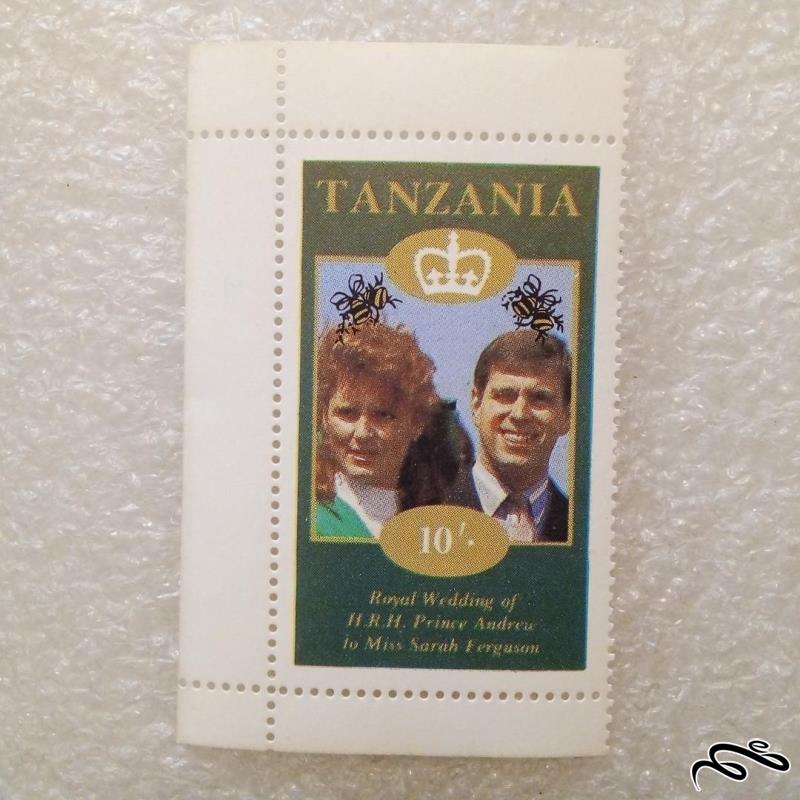 TANZANIA
10/-
Royal Wedding of
H.R.H. Prince Andrew
to Miss Sarah Ferguson